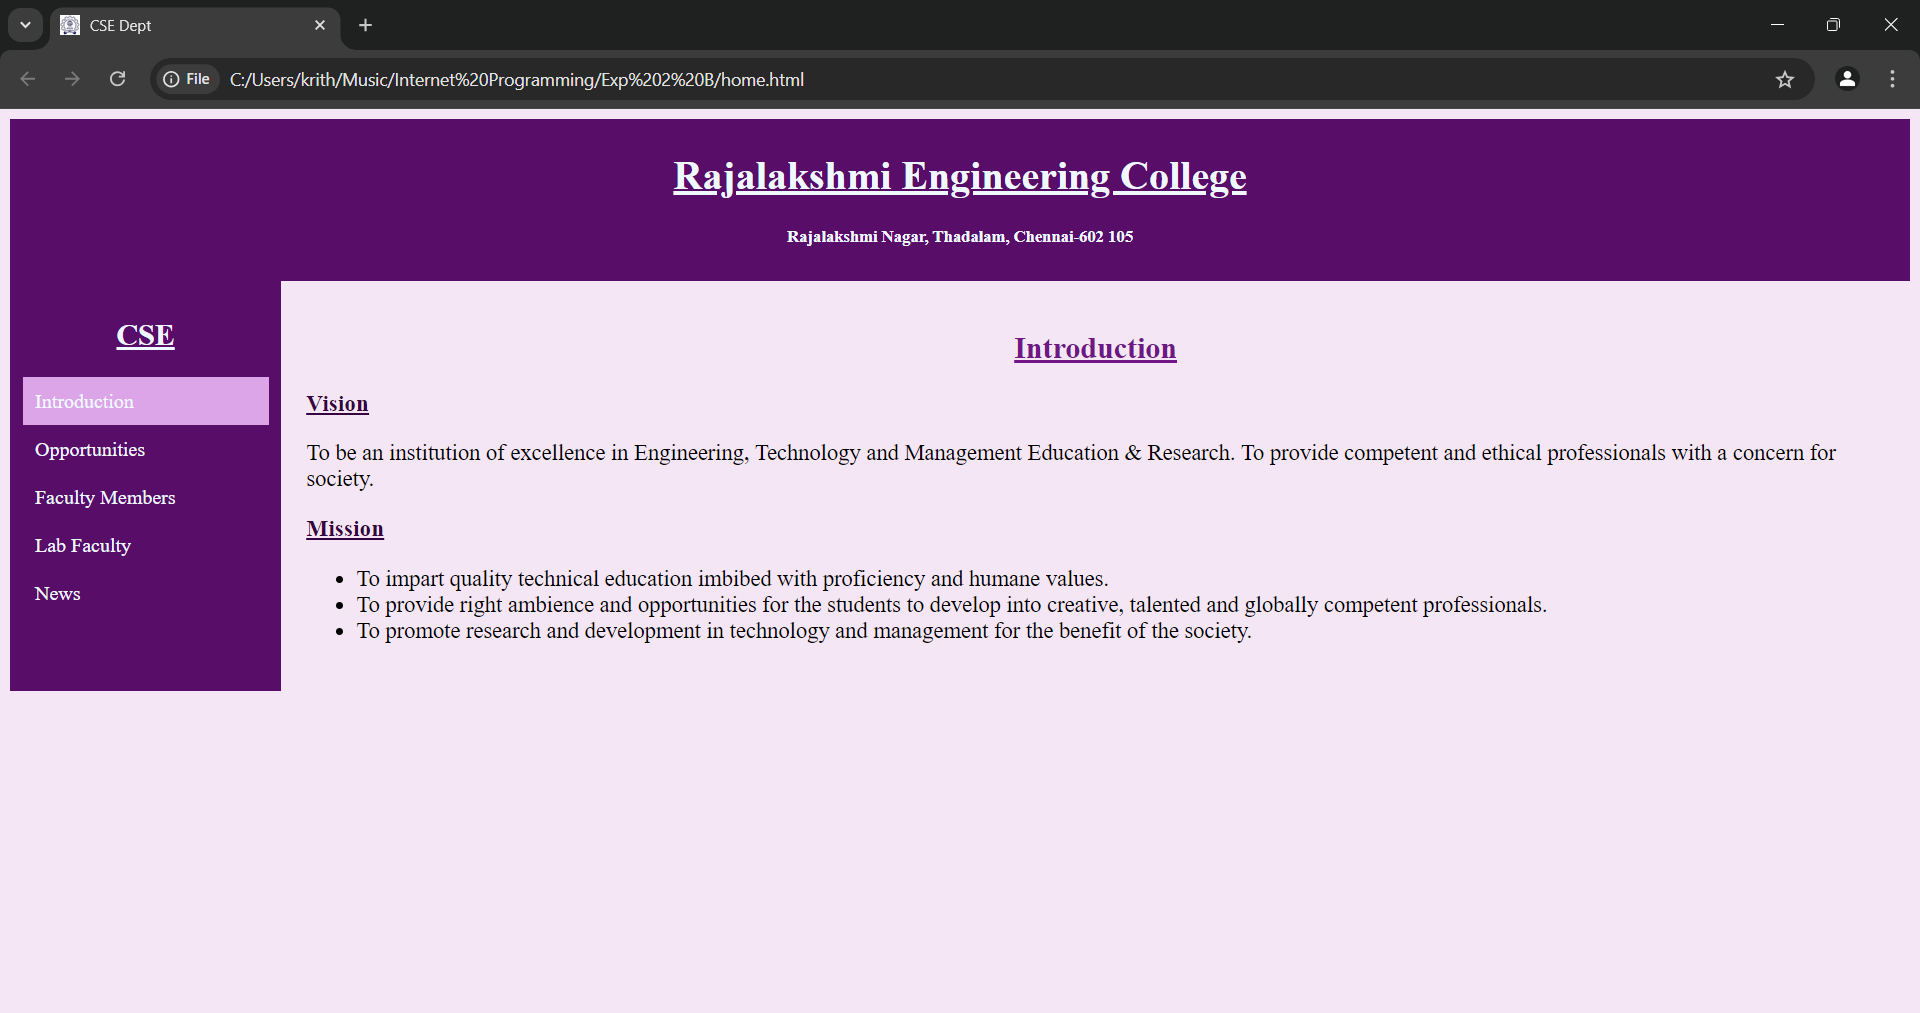 CSE Dept
File
C:/Users/krith/Music/Internet%20Programming/Exp%202%20B/home.html
Rajalakshmi Engineering College
Rajalakshmi Nagar, Thadalam, Chennai-602 105
CSE
Introduction
Opportunities
Faculty Members
Lab Faculty
News
Introduction
Vision
To be an institution of excellence in Engineering, Technology and Management Education & Research. To provide competent and ethical professionals with a concern for
society.
Mission
• To impart quality technical education imbibed with proficiency and humane values.
• To provide right ambience and opportunities for the students to develop into creative, talented and globally competent professionals.
• To promote research and development in technology and management for the benefit of the society.